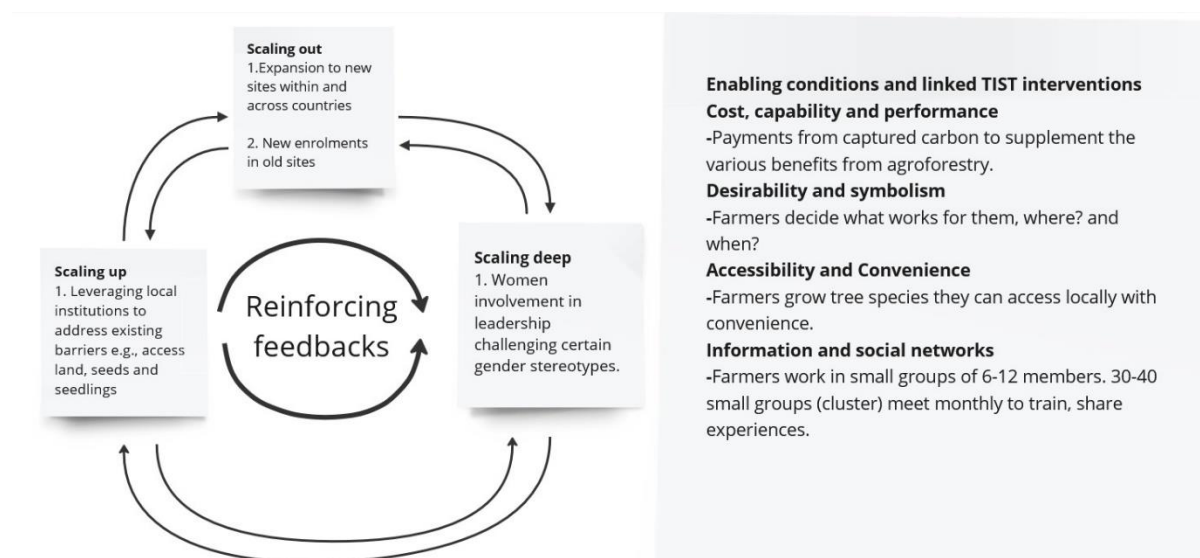 Scaling out
1.Expansion to new
sites within and
across countries
2. New enrolments
in old sites
Scaling up
1. Leveraging local
institutions to
address existing
barriers e.g., access
land, seeds and
seedlings
Reinforcing
feedbacks
Scaling deep
1. Women
involvement in
leadership
challenging certain
gender stereotypes.
Enabling conditions and linked TIST interventions
Cost, capability and performance
-Payments from captured carbon to supplement the
various benefits from agroforestry.
Desirability and symbolism
-Farmers decide what works for them, where? and
when?
Accessibility and Convenience
-Farmers grow tree species they can access locally with
convenience.
Information and social networks
-Farmers work in small groups of 6-12 members. 30-40
small groups (cluster) meet monthly to train, share
experiences.